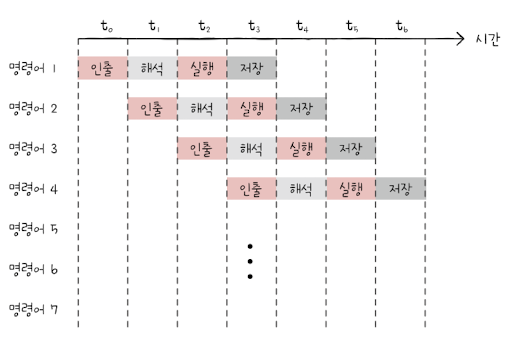 t₀ t₁ t₂ t₃ t₄ t₅ t₆
시간
명령어 1 인출 해석 실행 저장
명령어 2 인출 해석 실행 저장
명령어 3 인출 해석 실행 저장
명령어 4 인출 해석 실행 저장
명령어 5
명령어 6
명령어 7